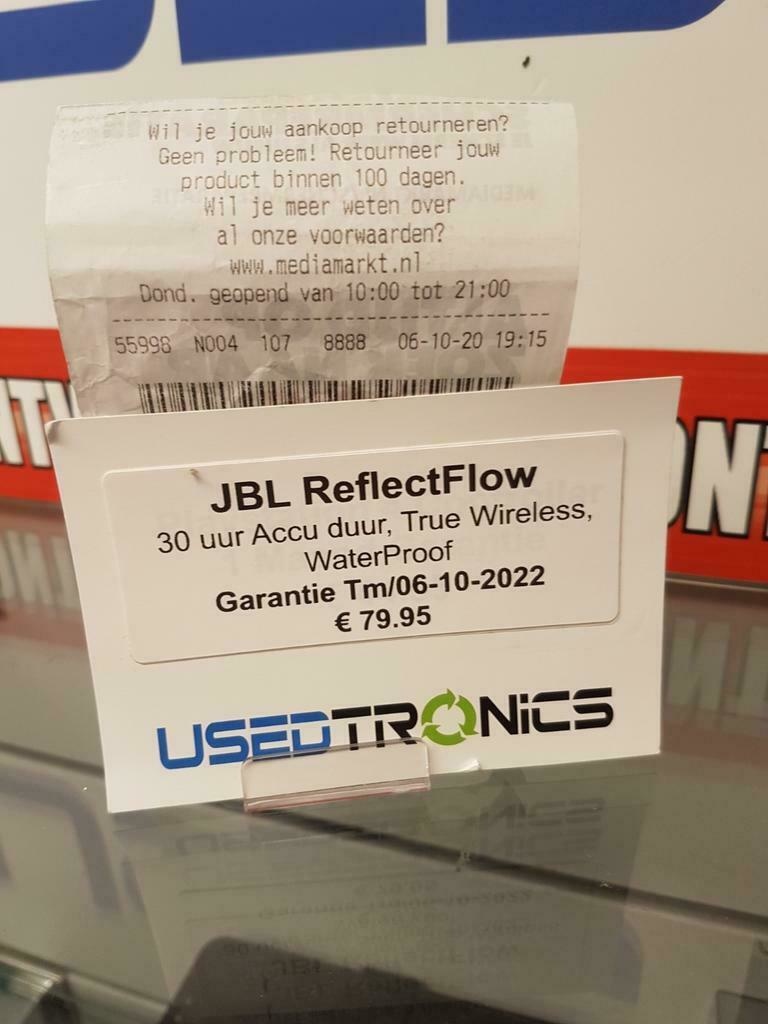 Wil je jouw aankoop retourneren?
Geen probleem! Retourneer jouw
product binnen 100 dagen.
Wil je meer weten over
al onze voorwaarden?
www.mediamarkt.nl
Dond. geopend van 10:00 tot 21:00
55998 N004 107 8888 06-10-20 19:15
JBL ReflectFlow
30 uur Accu duur, True Wireless,
WaterProof
Garantie Tm/06-10-2022
€ 79.95
USEDTRONiCS